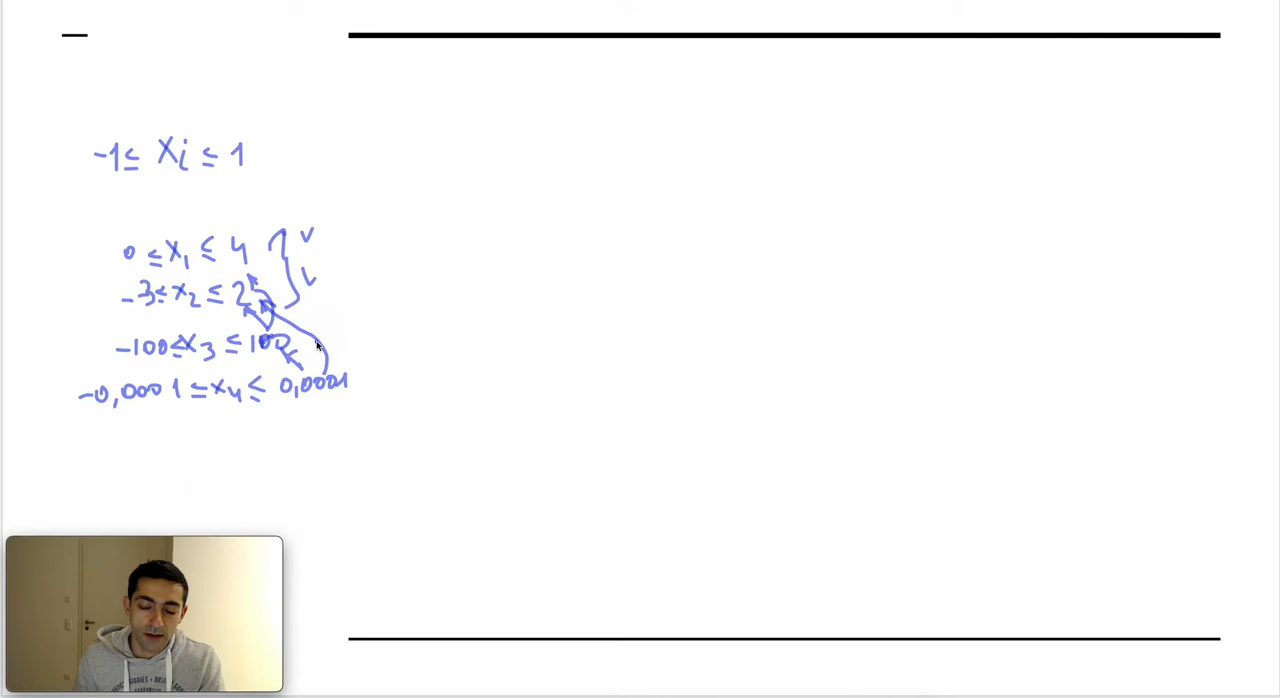 -1 ≤ Xi ≤ 1
0 ≤ X1 ≤ 4
-3 ≤ X2 ≤ 2
-100 ≤ X3 ≤ 100
-0,0001 ≤ X4 ≤ 0,0001